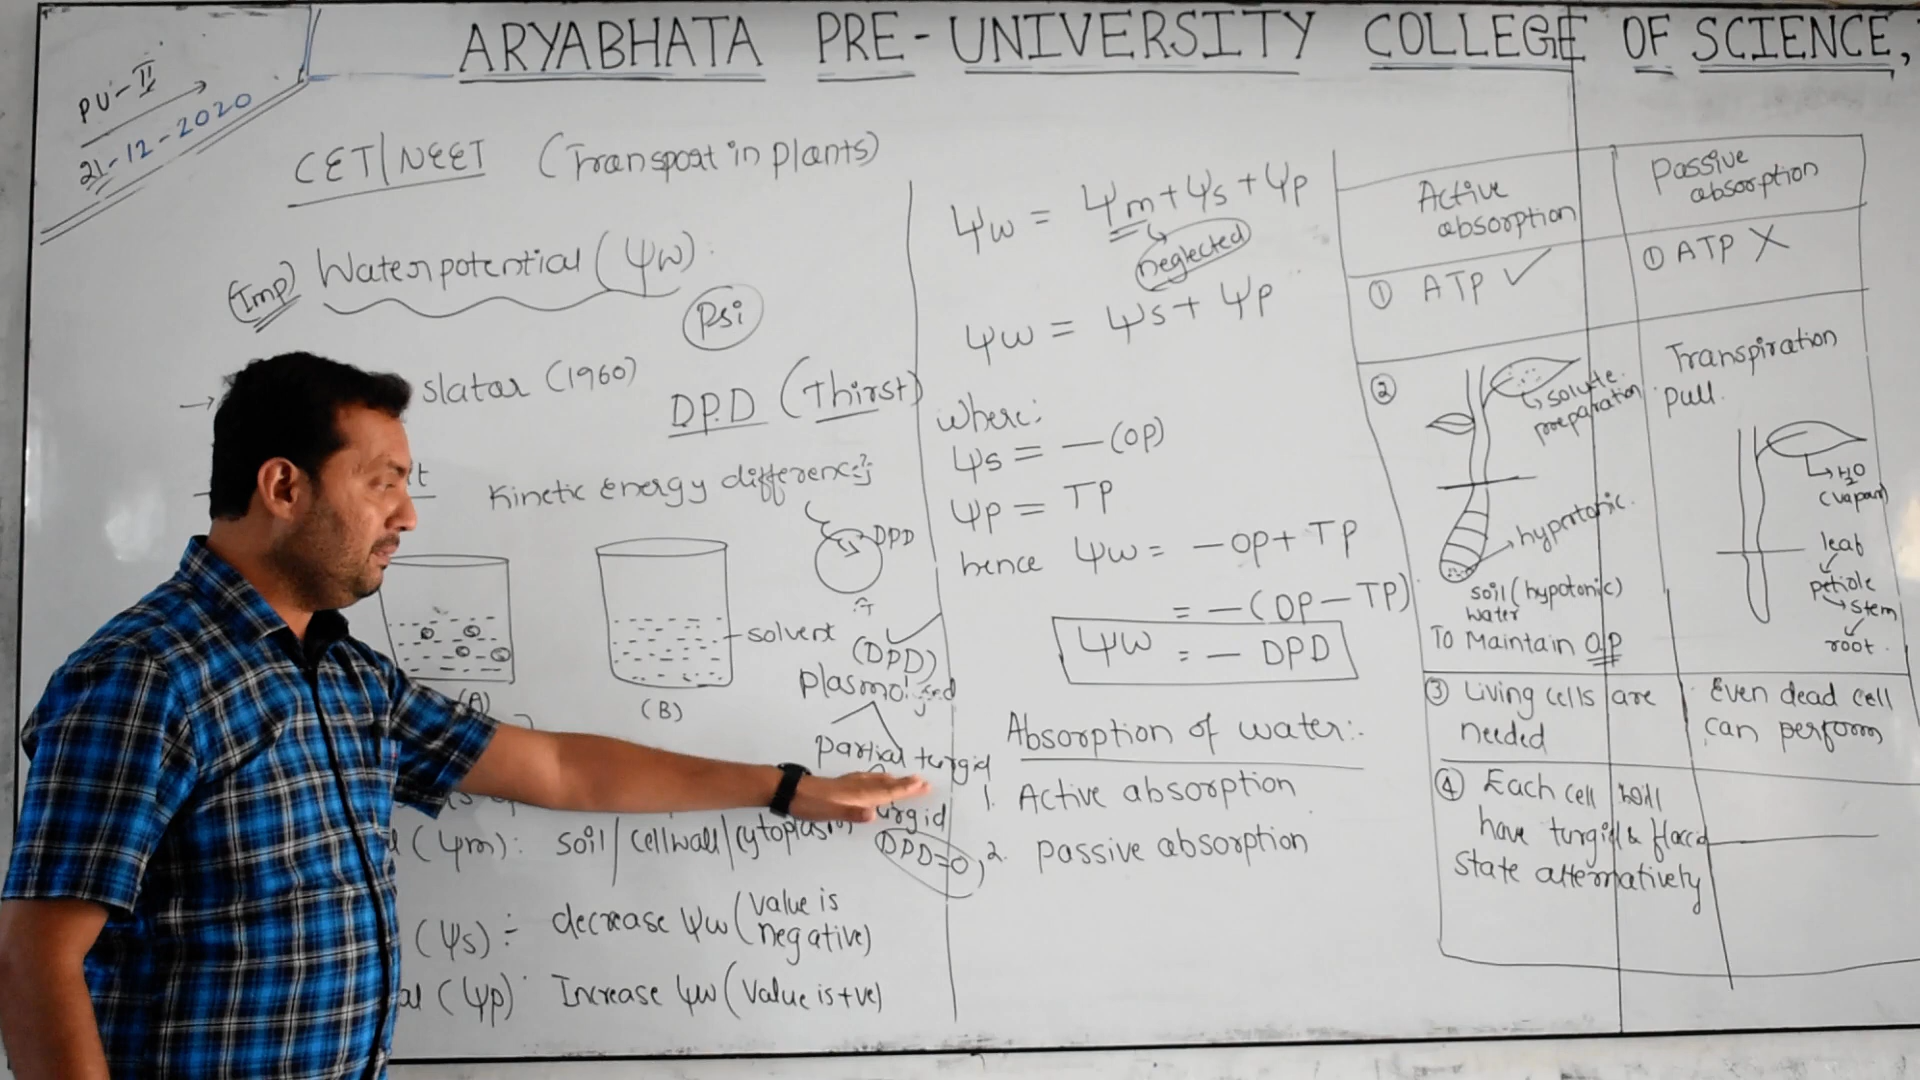 ARYABHATA PRE-UNIVERSITY COLLEGE OF SCIENCE,
PU-II
21-12-2020
CET/NEET (Transport in plants)
(Imp) Water potential (Ψw)
Psi
→ slatar (1960)
DPD (Thirst)
Kinetic energy difference;
DPD
solvent
(A)
(B)
(DPD)
partial turgid
DPD=0
(Ψm): soil/cellwall/cytoplasm
(Ψs) :- decrease Ψw (value is negative)
(Ψp) Increase Ψw (value is +ve)
Ψw = Ψm + Ψs + Ψp
neglected
Ψw = Ψs + Ψp
where:
Ψs = -(OP)
Ψp = TP
hence Ψw = -OP + TP
= -(OP - TP)
Ψw = - DPD
Absorption of water:-
1. Active absorption
2. passive absorption
Active absorption
Passive absorption
① ATP ✓
① ATP X
②
solute preparation
hypertonic
soil (hypotonic)
water
To Maintain OP
Transpiration
pull
H2O
(vapour)
leaf
petiole
stem
root
③ Living cells are
needed
Even dead cell
can perform
④ Each cell will
have turgid & flaccid
state alternatively